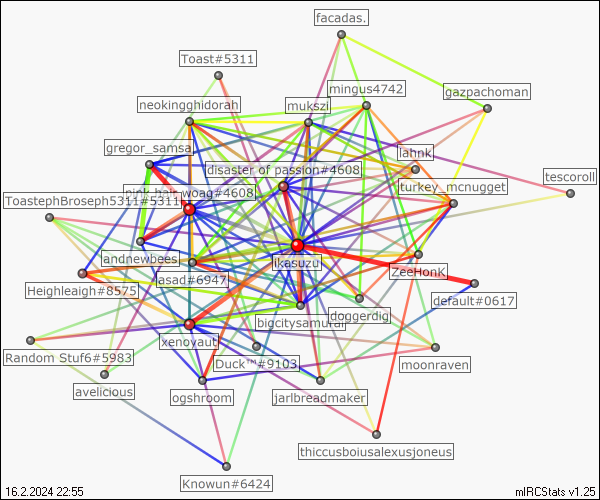 facadas.
Toast#5311
mingus4742
gazpachoman
neokingghidorah
mukszi
gregor_samsa
lahnk
disaster of passion#4608
tescoroll
turkey_mcnugget
pink hair woag#4608
ToastephBroseph5311#5311
andnewbees
ikasuzu
ZeeHonK
asad#6947
Heighleaigh#8575
default#0617
doggerdig
bigcitysamurai
xenoyaut
Random Stuf6#5983
Duck™#9103
moonraven
avelicious
ogshroom
jarlbreadmaker
thiccusboiusalexusjoneus
Knowun#6424
16.2.2024 22:55
mIRCStats v1.25